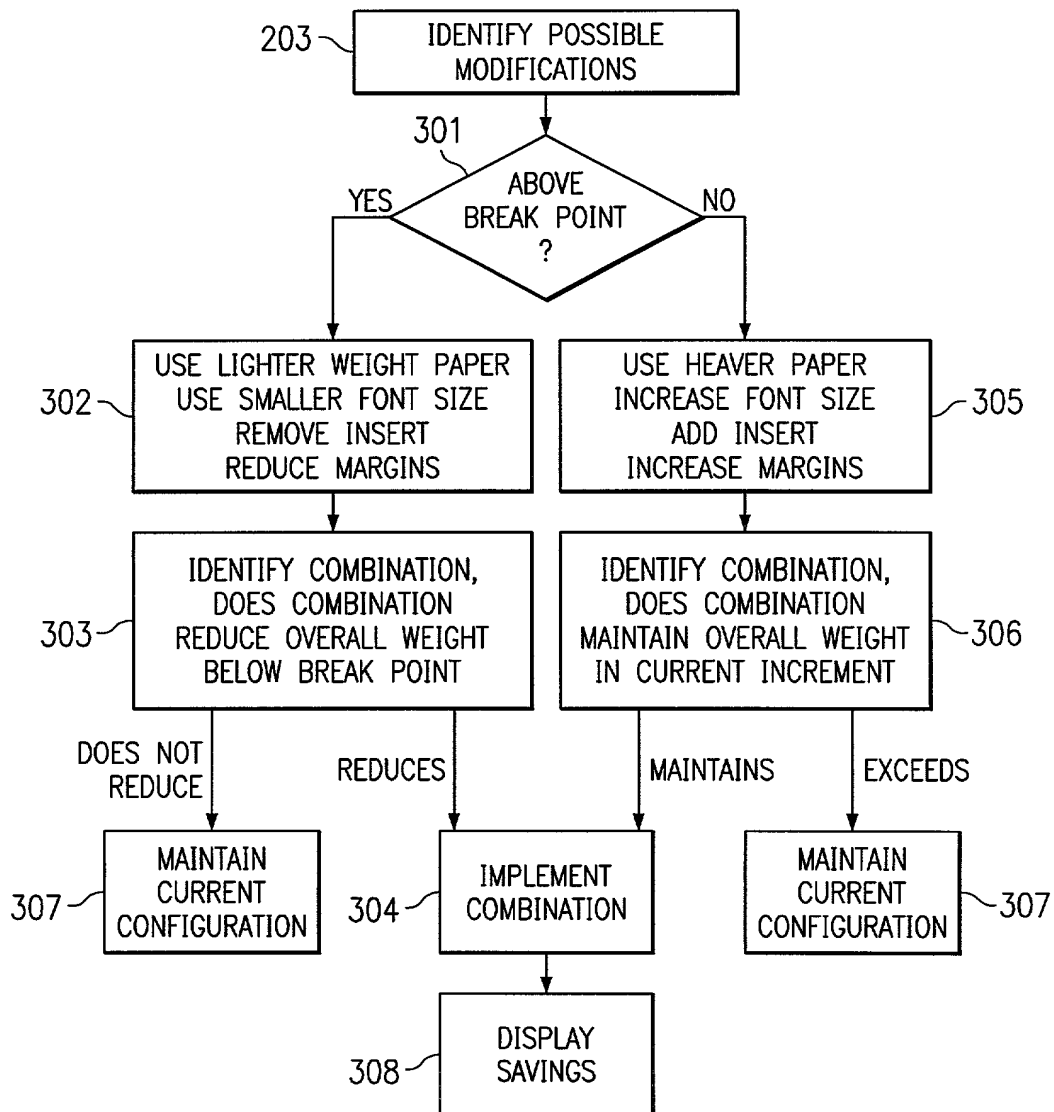 203
IDENTIFY POSSIBLE
MODIFICATIONS
301
ABOVE
BREAK POINT
?
YES
NO
302
USE LIGHTER WEIGHT PAPER
USE SMALLER FONT SIZE
REMOVE INSERT
REDUCE MARGINS
USE HEAVER PAPER
INCREASE FONT SIZE
ADD INSERT
INCREASE MARGINS
305
303
IDENTIFY COMBINATION,
DOES COMBINATION
REDUCE OVERALL WEIGHT
BELOW BREAK POINT
IDENTIFY COMBINATION,
DOES COMBINATION
MAINTAIN OVERALL WEIGHT
IN CURRENT INCREMENT
306
DOES NOT
REDUCE
REDUCES
MAINTAINS
EXCEEDS
307
MAINTAIN
CURRENT
CONFIGURATION
304
IMPLEMENT
COMBINATION
MAINTAIN
CURRENT
CONFIGURATION
307
308
DISPLAY
SAVINGS